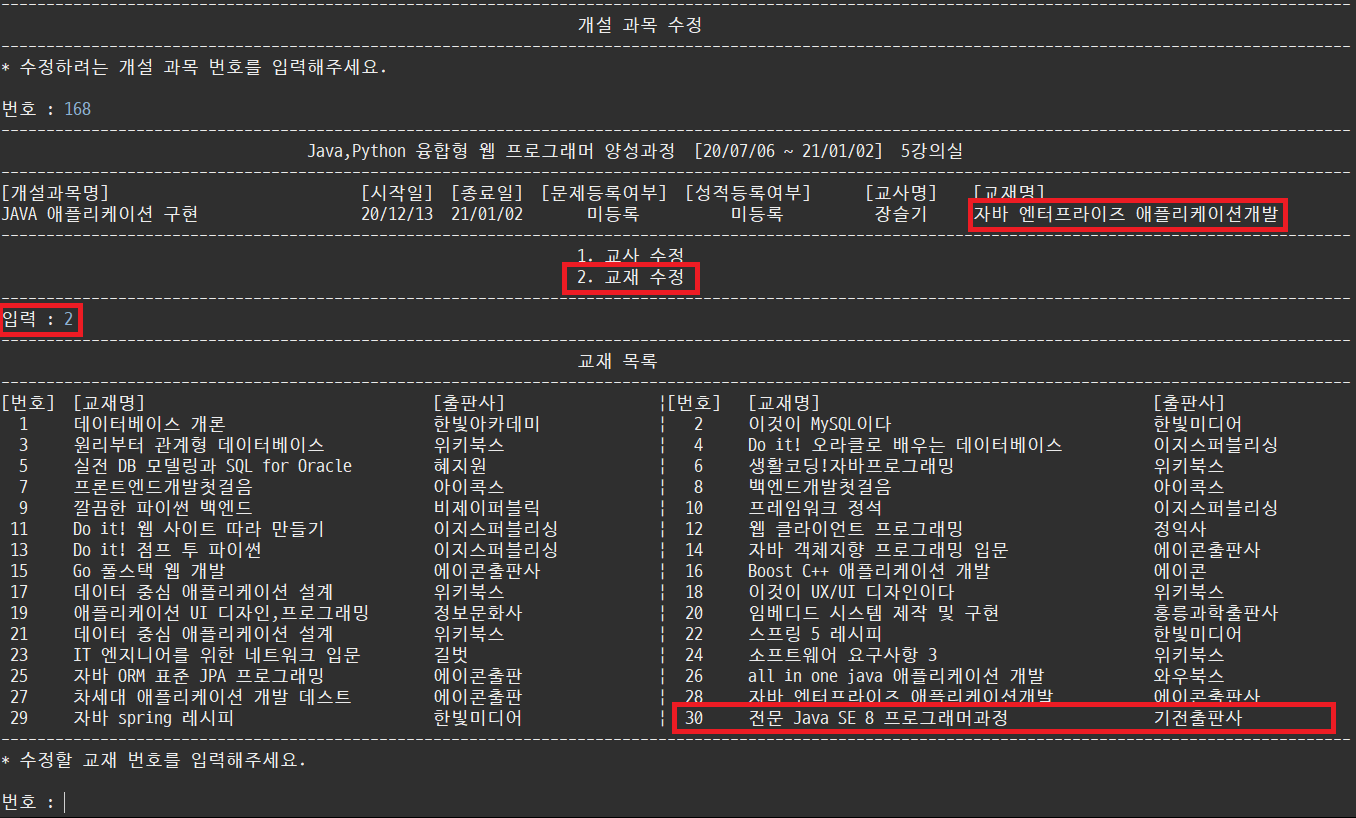 개설 과목 수정
* 수정하려는 개설 과목 번호를 입력해주세요.
번호 : 168
Java,Python 융합형 웹 프로그래머 양성과정 [20/07/06 ~ 21/01/02] 5강의실
[개설과목명] [시작일] [종료일] [문제등록여부] [성적등록여부] [교사명] [교재명]
JAVA 애플리케이션 구현 20/12/13 21/01/02 미등록 미등록 장슬기 자바 엔터프라이즈 애플리케이션개발
1. 교사 수정
2. 교재 수정
입력 : 2
교재 목록
[번호] [교재명] [출판사] ¦[번호] [교재명] [출판사]
1 데이터베이스 개론 한빛아카데미 ¦ 2 이것이 MySQL이다 한빛미디어
3 원리부터 관계형 데이터베이스 위키북스 ¦ 4 Do it! 오라클로 배우는 데이터베이스 이지스퍼블리싱
5 실전 DB 모델링과 SQL for Oracle 혜지원 ¦ 6 생활코딩!자바프로그래밍 위키북스
7 프론트엔드개발첫걸음 아이콕스 ¦ 8 백엔드개발첫걸음 아이콕스
9 깔끔한 파이썬 백엔드 비제이퍼블릭 ¦ 10 프레임워크 정석 이지스퍼블리싱
11 Do it! 웹 사이트 따라 만들기 이지스퍼블리싱 ¦ 12 웹 클라이언트 프로그래밍 정익사
13 Do it! 점프 투 파이썬 이지스퍼블리싱 ¦ 14 자바 객체지향 프로그래밍 입문 에이콘출판사
15 Go 풀스택 웹 개발 에이콘출판사 ¦ 16 Boost C++ 애플리케이션 개발 에이콘
17 데이터 중심 애플리케이션 설계 위키북스 ¦ 18 이것이 UX/UI 디자인이다 위키북스
19 애플리케이션 UI 디자인,프로그래밍 정보문화사 ¦ 20 임베디드 시스템 제작 및 구현 홍릉과학출판사
21 데이터 중심 애플리케이션 설계 위키북스 ¦ 22 스프링 5 레시피 한빛미디어
23 IT 엔지니어를 위한 네트워크 입문 길벗 ¦ 24 소프트웨어 요구사항 3 위키북스
25 자바 ORM 표준 JPA 프로그래밍 에이콘출판 ¦ 26 all in one java 애플리케이션 개발 와우북스
27 차세대 애플리케이션 개발 데스트 에이콘출판 ¦ 28 자바 엔터프라이즈 애플리케이션개발 에이콘출판사
29 자바 spring 레시피 한빛미디어 ¦ 30 전문 Java SE 8 프로그래머과정 기전출판사
* 수정할 교재 번호를 입력해주세요.
번호 :